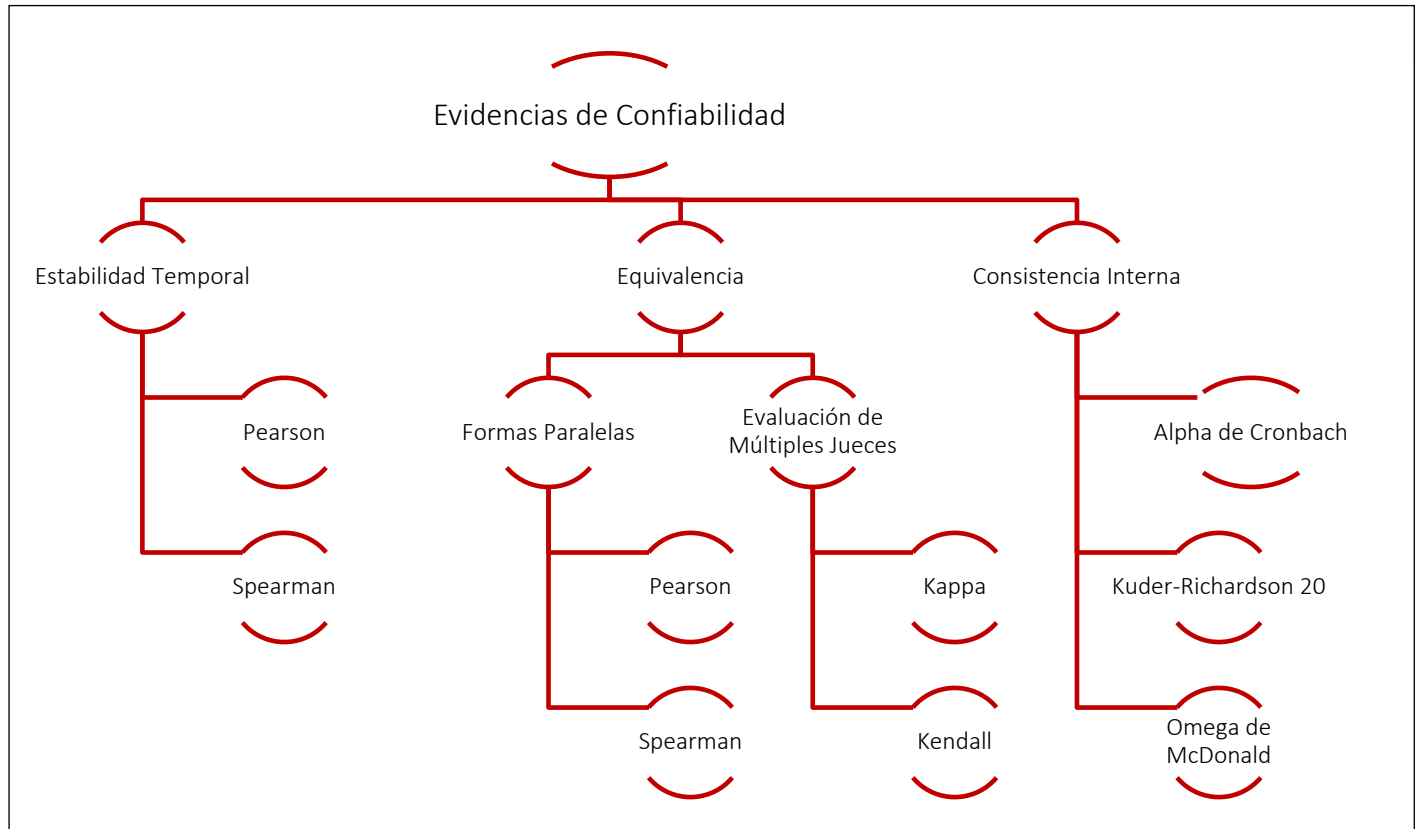 Evidencias de Confiabilidad
Estabilidad Temporal
Equivalencia
Consistencia Interna
Pearson
Formas Paralelas
Evaluación de
Múltiples Jueces
Alpha de Cronbach
Spearman
Pearson
Kappa
Kuder-Richardson 20
Spearman
Kendall
Omega de
McDonald